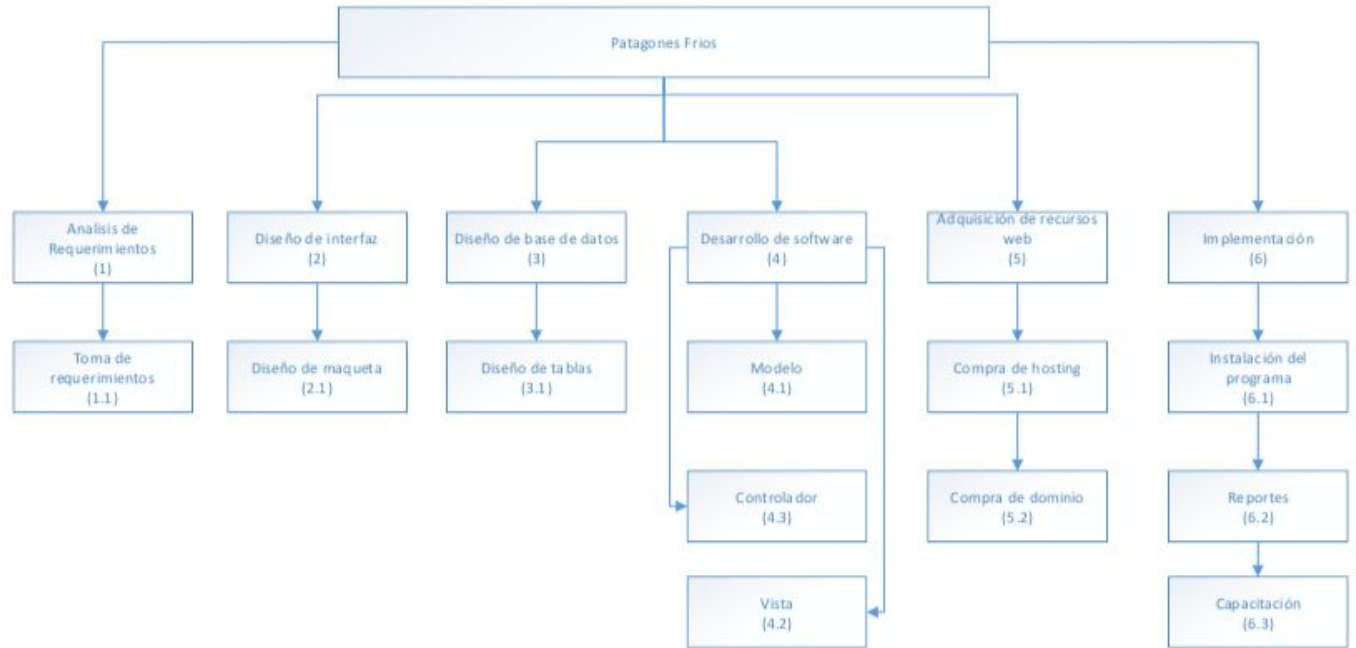 Patagones Frios
Analisis de
Requerimientos
(1)
Diseño de interfaz
(2)
Diseño de base de datos
(3)
Desarrollo de software
(4)
Adquisición de recursos
web
(5)
Implementación
(6)
Toma de
requerimientos
(1.1)
Diseño de maqueta
(2.1)
Diseño de tablas
(3.1)
Modelo
(4.1)
Compra de hosting
(5.1)
Instalación del
programa
(6.1)
Controlador
(4.3)
Compra de dominio
(5.2)
Reportes
(6.2)
Vista
(4.2)
Capacitación
(6.3)